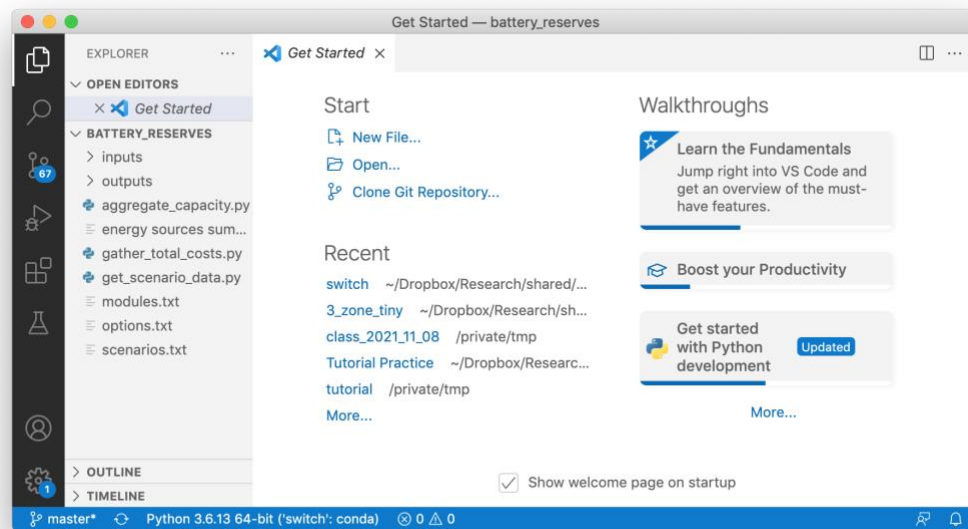 Get Started — battery_reserves
EXPLORER
Get Started
OPEN EDITORS
Get Started
BATTERY_RESERVES
inputs
outputs
aggregate_capacity.py
energy sources sum...
gather_total_costs.py
get_scenario_data.py
modules.txt
options.txt
scenarios.txt
OUTLINE
TIMELINE
67
1
Start
New File...
Open...
Clone Git Repository...
Recent
switch ~/Dropbox/Research/shared/...
3_zone_tiny ~/Dropbox/Research/sh...
class_2021_11_08 /private/tmp
Tutorial Practice ~/Dropbox/Researc...
tutorial /private/tmp
More...
Walkthroughs
Learn the Fundamentals
Jump right into VS Code and
get an overview of the must-
have features.
Boost your Productivity
Get started
with Python
development
Updated
More...
Show welcome page on startup
master* Python 3.6.13 64-bit ('switch': conda) 0 0